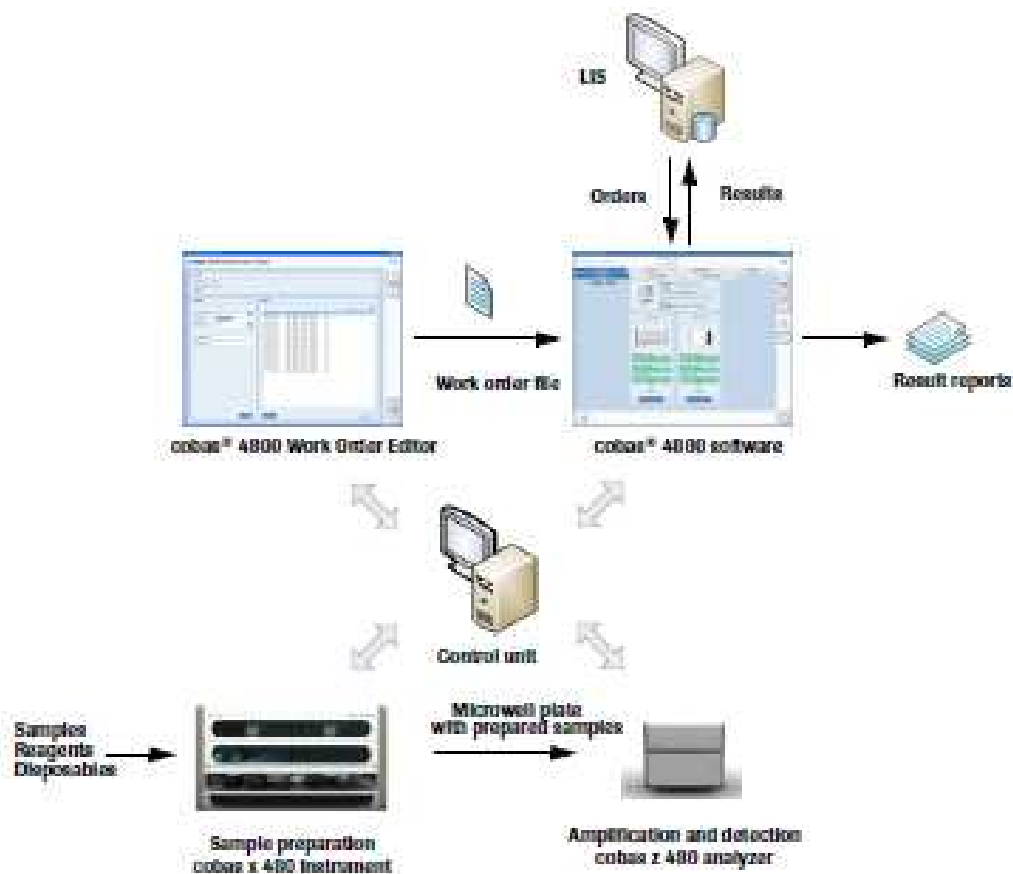 LIS
Orders
Results
Work order file
Result reports
cobas® 4800 Work Order Editor
cobas® 4800 software
Control unit
Samples
Reagents
Disposables
Microwell plate
with prepared samples
Sample preparation
cobas x 480 instrument
Amplification and detection
cobas z 480 analyzer